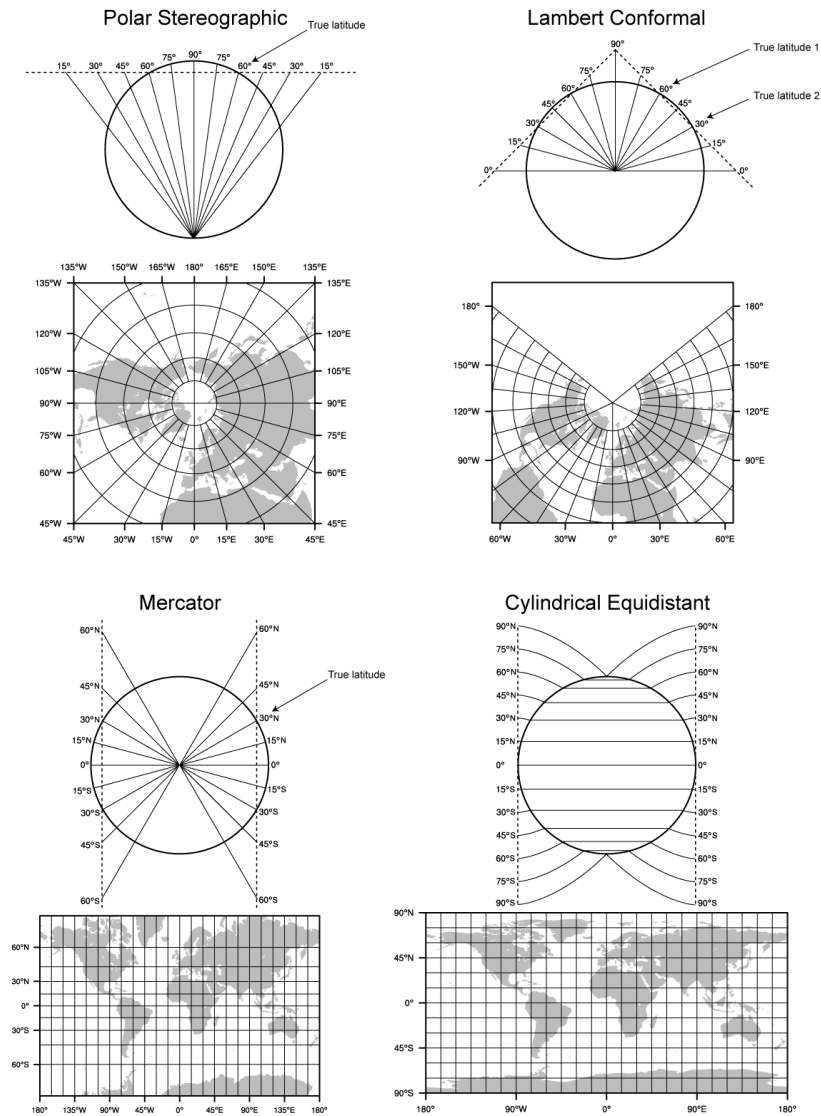 Polar Stereographic
True latitude
15° 30° 45° 60° 75° 90° 75° 60° 45° 30° 15°
135°W 150°W 165°W 180° 165°E 150°E 135°E
135°W 135°E
120°W 120°E
105°W 105°E
90°W 90°E
75°W 75°E
60°W 60°E
45°W 45°E
45°W 30°W 15°W 0° 15°E 30°E 45°E
Lambert Conformal
90°
True latitude 1
75° 75°
60° 60°
True latitude 2
45° 45°
30° 30°
15° 15°
0° 0°
180° 180°
150°W 150°E
120°W 120°E
90°W 90°E
60°W 30°W 0° 30°E 60°E
Mercator
60°N 60°N
True latitude
45°N 45°N
30°N 30°N
15°N 15°N
0° 0°
15°S 15°S
30°S 30°S
45°S 45°S
60°S 60°S
60°N
30°N
0°
30°S
60°S
180° 135°W 90°W 45°W 0° 45°E 90°E 135°E 180°
Cylindrical Equidistant
90°N 90°N
75°N 75°N
60°N 60°N
45°N 45°N
30°N 30°N
15°N 15°N
0° 0°
15°S 15°S
30°S 30°S
45°S 45°S
60°S 60°S
75°S 75°S
90°S 90°S
90°N
45°N
0°
45°S
90°S
180° 90°W 0° 90°E 180°